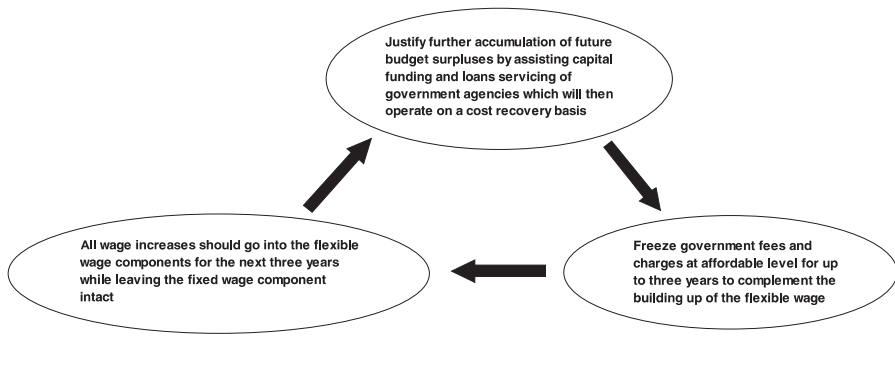 Justify further accumulation of future
budget surpluses by assisting capital
funding and loans servicing of
government agencies which will then
operate on a cost recovery basis
Freeze government fees and
charges at affordable level for up
to three years to complement the
building up of the flexible wage
All wage increases should go into the flexible
wage components for the next three years
while leaving the fixed wage component
intact